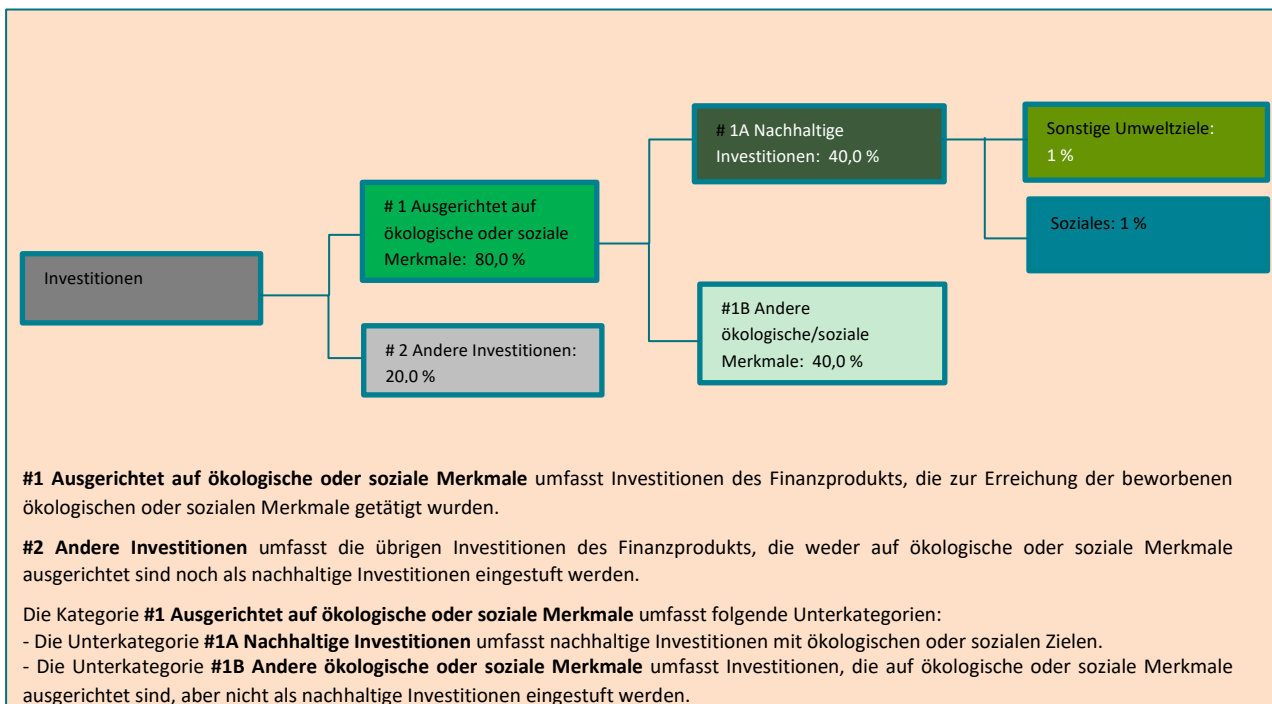 # 1A Nachhaltige
Investitionen: 40,0 %
Sonstige Umweltziele:
1 %
# 1 Ausgerichtet auf
ökologische oder soziale
Merkmale: 80,0 %
Soziales: 1 %
Investitionen
#1B Andere
ökologische/soziale
Merkmale: 40,0 %
# 2 Andere Investitionen:
20,0 %
#1 Ausgerichtet auf ökologische oder soziale Merkmale umfasst Investitionen des Finanzprodukts, die zur Erreichung der beworbenen
ökologischen oder sozialen Merkmale getätigt wurden.
#2 Andere Investitionen umfasst die übrigen Investitionen des Finanzprodukts, die weder auf ökologische oder soziale Merkmale
ausgerichtet sind noch als nachhaltige Investitionen eingestuft werden.
Die Kategorie #1 Ausgerichtet auf ökologische oder soziale Merkmale umfasst folgende Unterkategorien:
- Die Unterkategorie #1A Nachhaltige Investitionen umfasst nachhaltige Investitionen mit ökologischen oder sozialen Zielen.
- Die Unterkategorie #1B Andere ökologische oder soziale Merkmale umfasst Investitionen, die auf ökologische oder soziale Merkmale
ausgerichtet sind, aber nicht als nachhaltige Investitionen eingestuft werden.